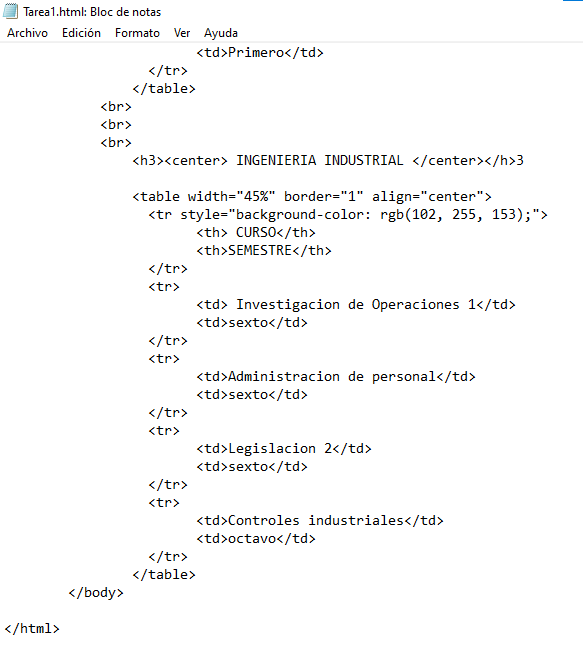 Tarea1.html: Bloc de notas
Archivo Edición Formato Ver Ayuda
<td>Primero</td>
</tr>
</table>
<br>
<br>
<br>
<h3><center> INGENIERIA INDUSTRIAL </center></h>3
<table width="45%" border="1" align="center">
<tr style="background-color: rgb(102, 255, 153);">
<th> CURSO</th>
<th>SEMESTRE</th>
</tr>
<tr>
<td> Investigacion de Operaciones 1</td>
<td>sexto</td>
</tr>
<tr>
<td>Administracion de personal</td>
<td>sexto</td>
</tr>
<tr>
<td>Legislacion 2</td>
<td>sexto</td>
</tr>
<tr>
<td>Controles industriales</td>
<td>octavo</td>
</tr>
</table>
</body>
</html>